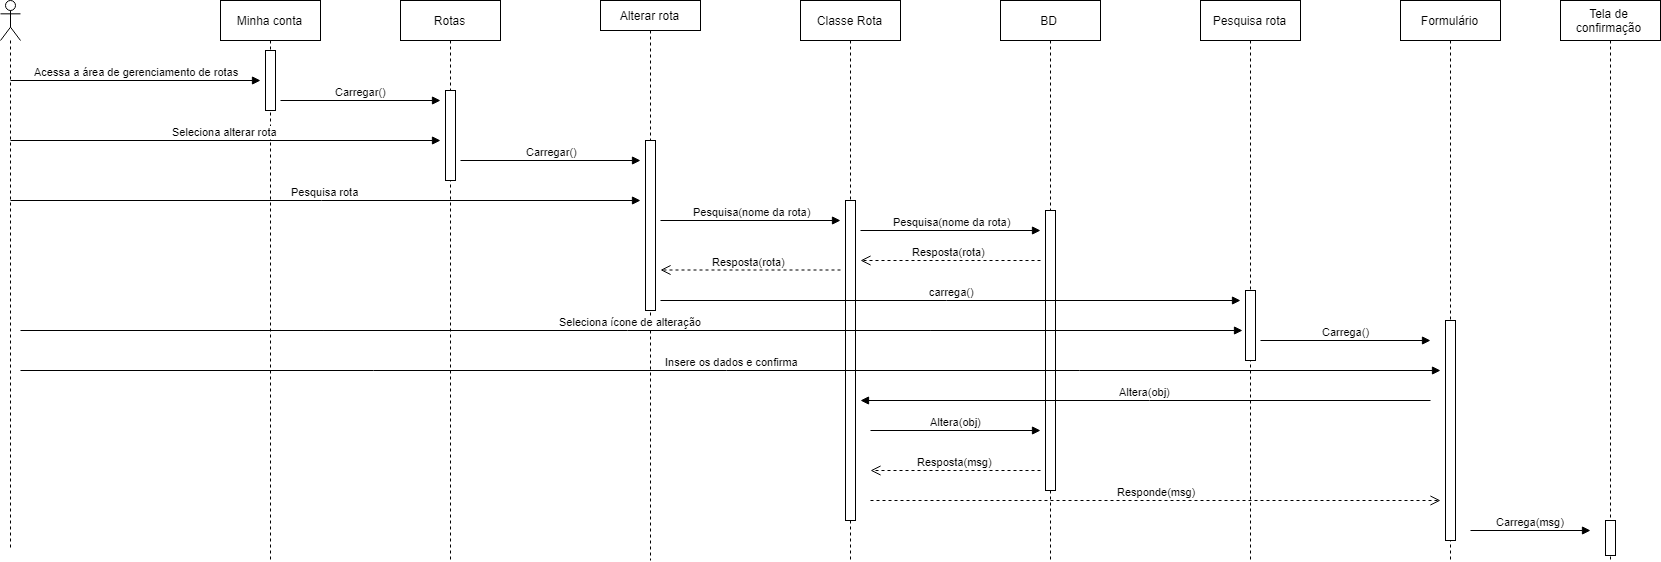 Minha conta
Rotas
Alterar rota
Classe Rota
BD
Pesquisa rota
Formulário
Tela de
confirmação
Acessa a área de gerenciamento de rotas
Carregar()
Seleciona alterar rota
Carregar()
Pesquisa rota
Pesquisa(nome da rota)
Pesquisa(nome da rota)
Resposta(rota)
Resposta(rota)
carrega()
Seleciona ícone de alteração
Carrega()
Insere os dados e confirma
Altera(obj)
Altera(obj)
Resposta(msg)
Responde(msg)
Carrega(msg)